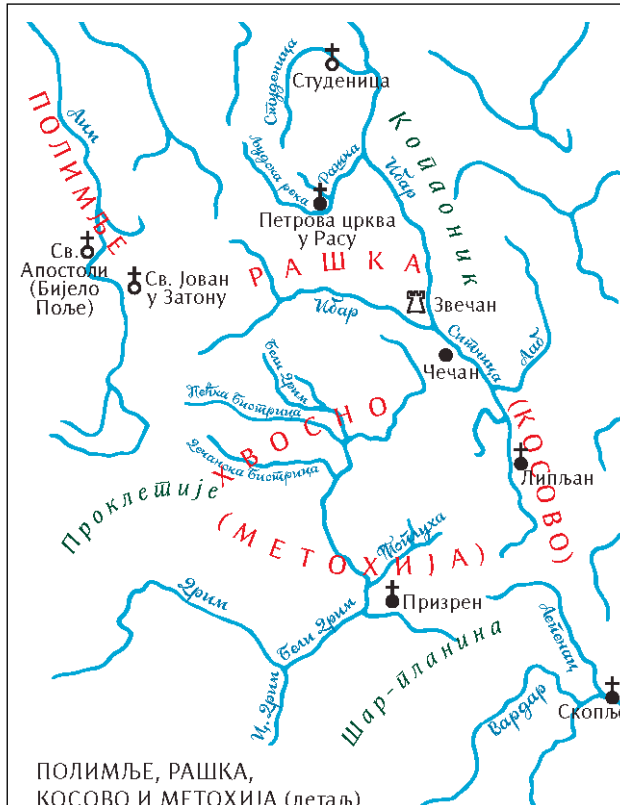 Студеница
Студеница
ПОЛИМЉЕ
Лим
Копаоник
Људска река
Рашка
Ибар
Петрова црква
у Расу
Св.
Апостоли
(Бијело
Поље)
Св. Јован
у Затону
РАШКА
Звечан
Ибар
Ситница
Лаб
Чечан
Бели Дрим
Пећка бистрица
ХВОСНО
(КОСОВО)
Дечанска бистрица
Липљан
Проклетије
(МЕТОХИЈА)
Топлуха
Дрим
Призрен
Бели Дрим
Шар-планина
Лепенац
Ц. Дрим
Вардар
Скопље
ПОЛИМЉЕ, РАШКА,
КОСОВО И МЕТОХИЈА (детаљ)